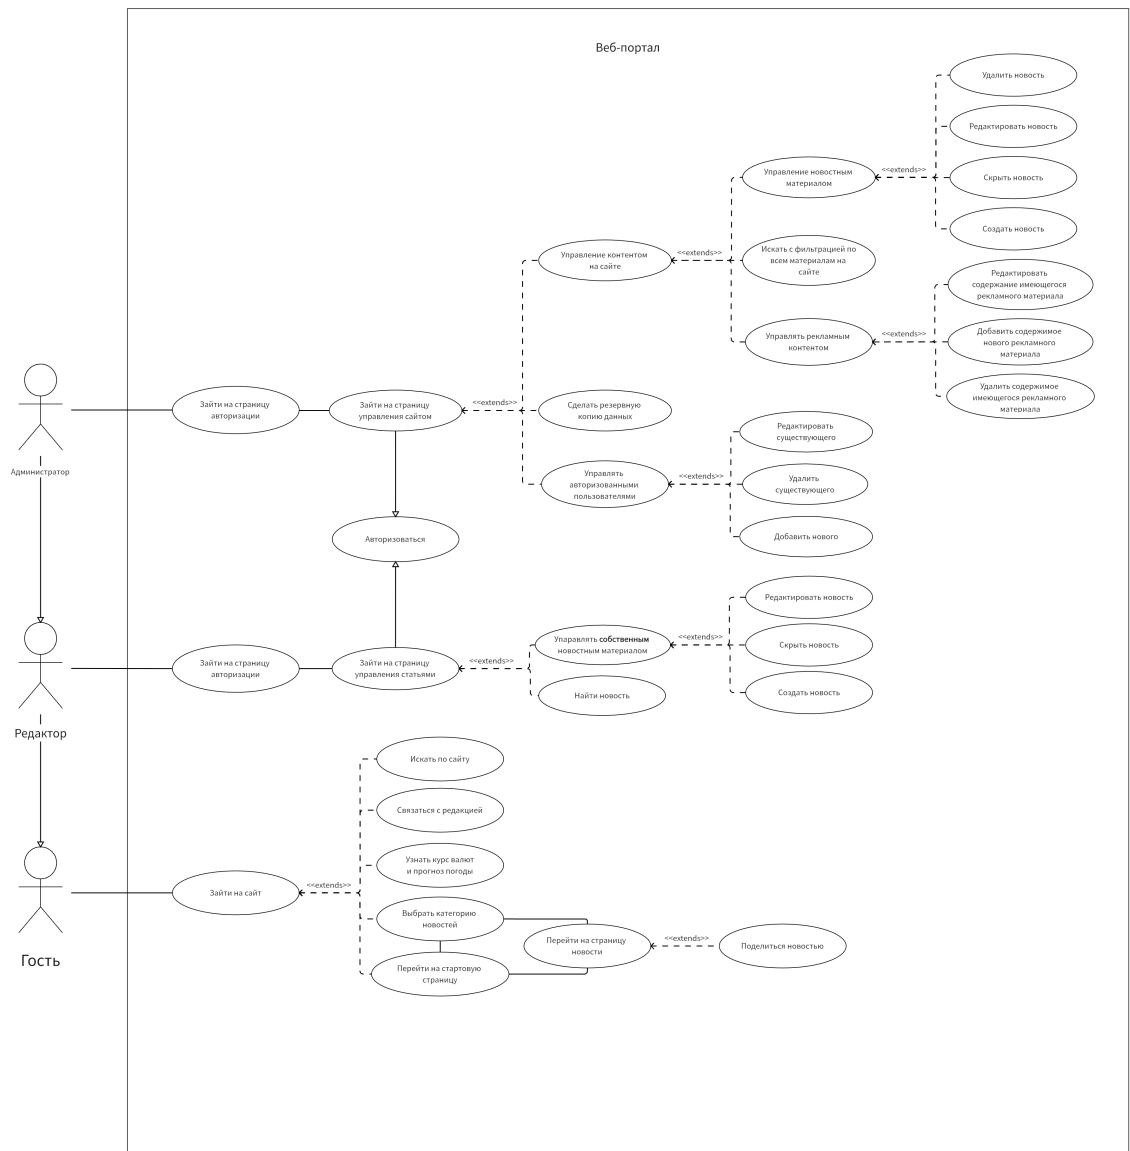 Веб-портал
Удалить новость
Редактировать новость
<<extends>>
Управление новостным
материалом
Скрыть новость
Создать новость
Управление контентом
на сайте
<<extends>>
Искать с фильтрацией по
всем материалам на
сайте
Редактировать
содержание имеющегося
рекламного материала
<<extends>>
Управлять рекламным
контентом
Добавить содержимое
нового рекламного
материала
Удалить содержимое
имеющегося рекламного
материала
Администратор
Зайти на страницу
авторизации
Зайти на страницу
управления сайтом
<<extends>>
Сделать резервную
копию данных
Редактировать
существующего
Управлять
авторизованными
пользователями
<<extends>>
Удалить
существующего
Добавить нового
Авторизоваться
Редактировать новость
Упаравлять собственным
новостным материалом
<<extends>>
Скрыть новость
Создать новость
Редактор
Зайти на страницу
авторизации
Зайти на страницу
управления статьями
<<extends>>
Найти новость
Искать по сайту
Связаться с редакцией
Узнать курс валют
и прогноз погоды
Гость
Зайти на сайт
<<extends>>
Выбрать категорию
новостей
Перейти на страницу
новости
<<extends>>
Поделиться новостью
Перейти на стартовую
страницу